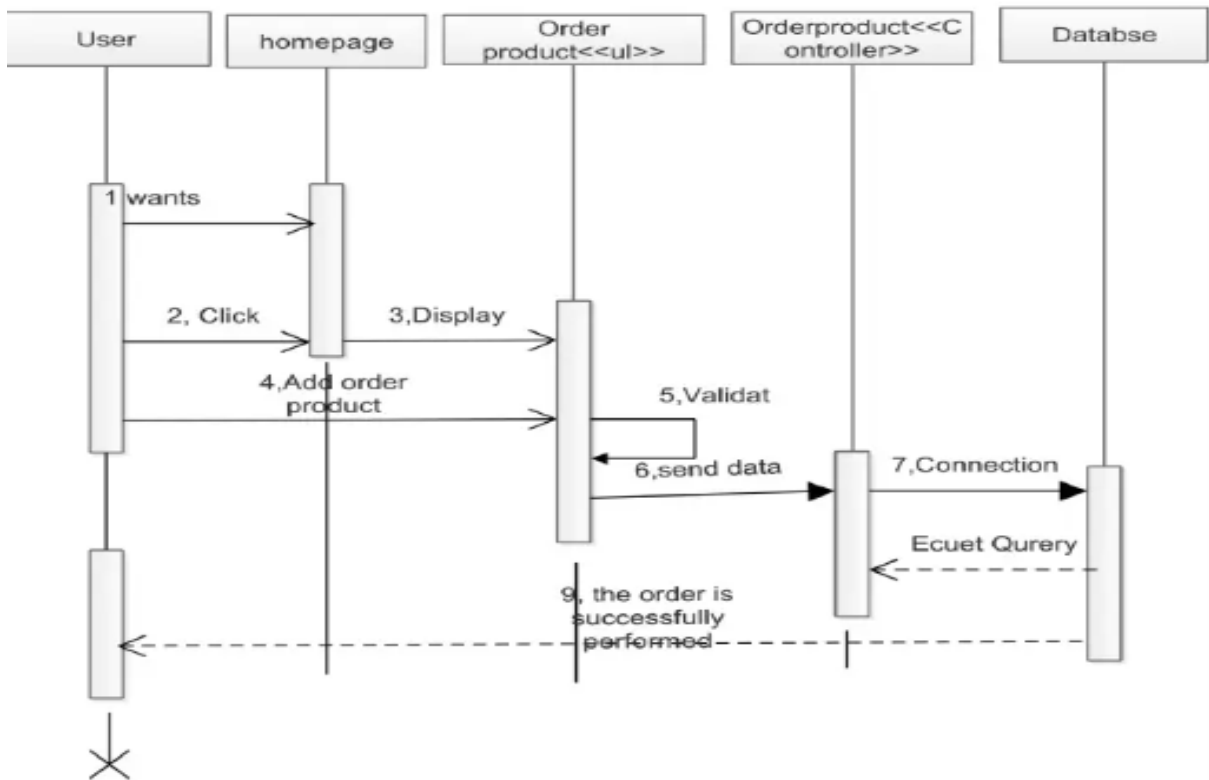 User
homepage
Order
product<<ul>>
Orderproduct<<C
ontroller>>
Databse
1 wants
2, Click
3,Display
4,Add order
product
5,Validat
6,send data
7,Connection
Ecuet Qurery
9, the order is
successfully
performed